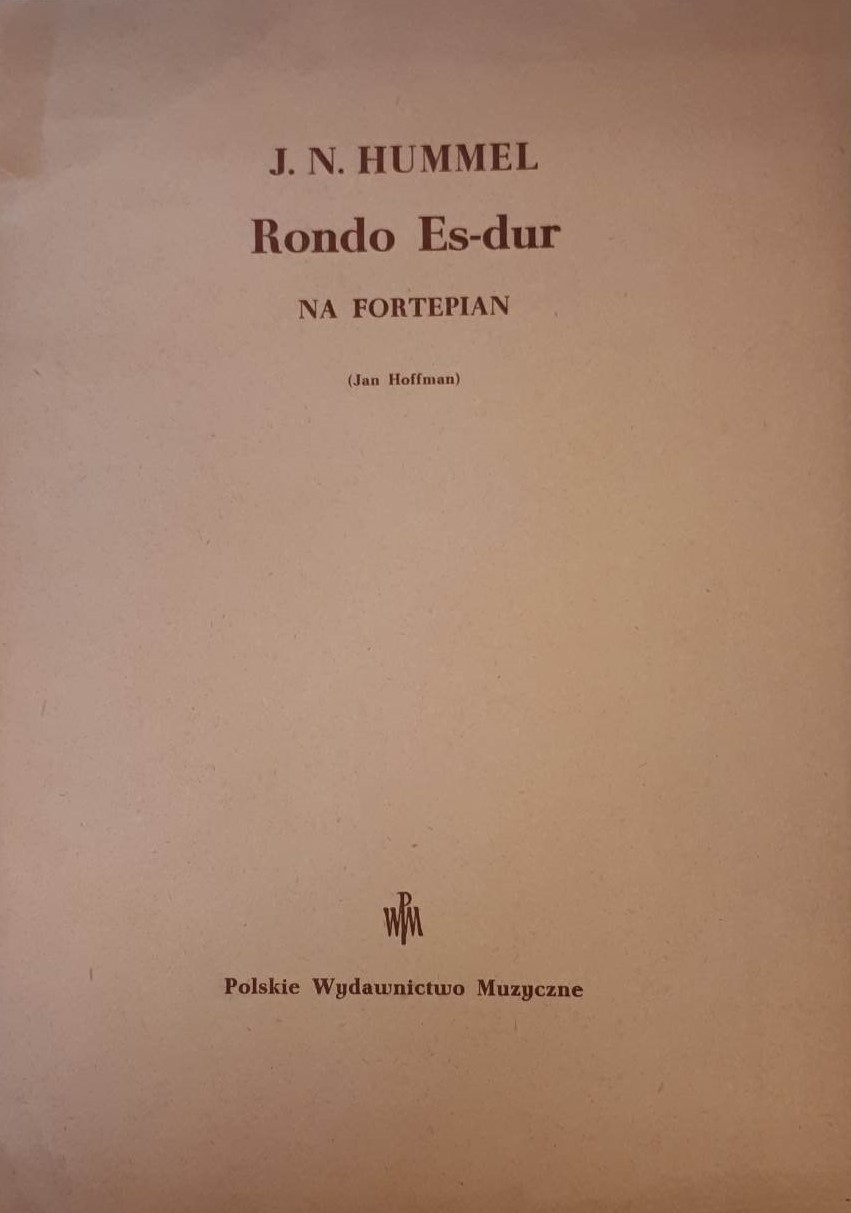 J. N. HUMMEL
Rondo Es-dur
NA FORTEPIAN
(Jan Hoffman)
PWM
Polskie Wydawnictwo Muzyczne